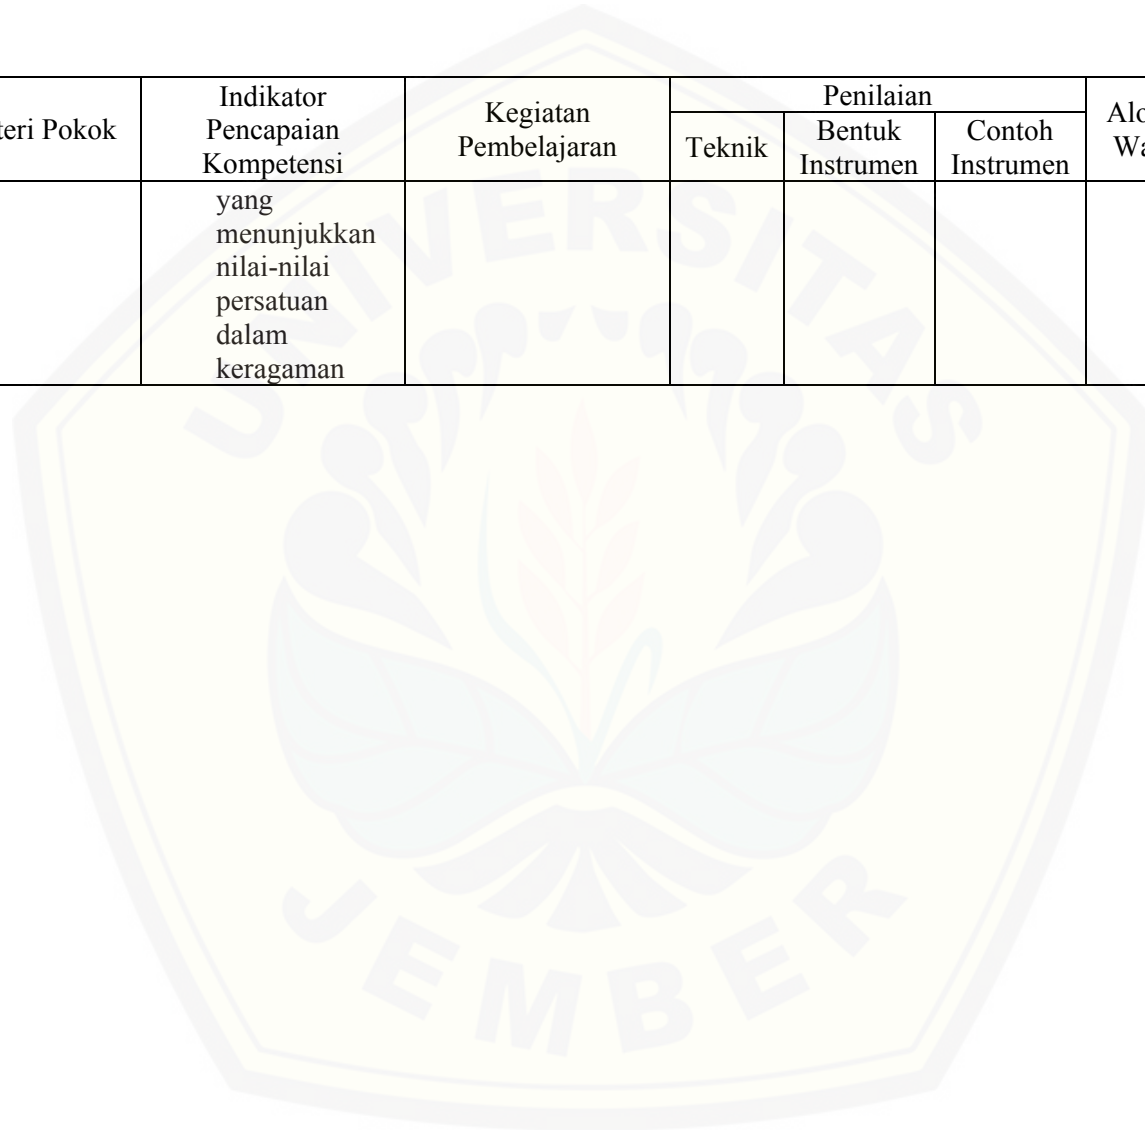 teri Pokok
Indikator
Pencapaian
Kompetensi
Kegiatan
Pembelajaran
Penilaian
Teknik
Bentuk
Instrumen
Contoh
Instrumen
Alo
Wa
yang
menunjukkan
nilai-nilai
persatuan
dalam
keragaman
UNIVERSITAS
JEMBER